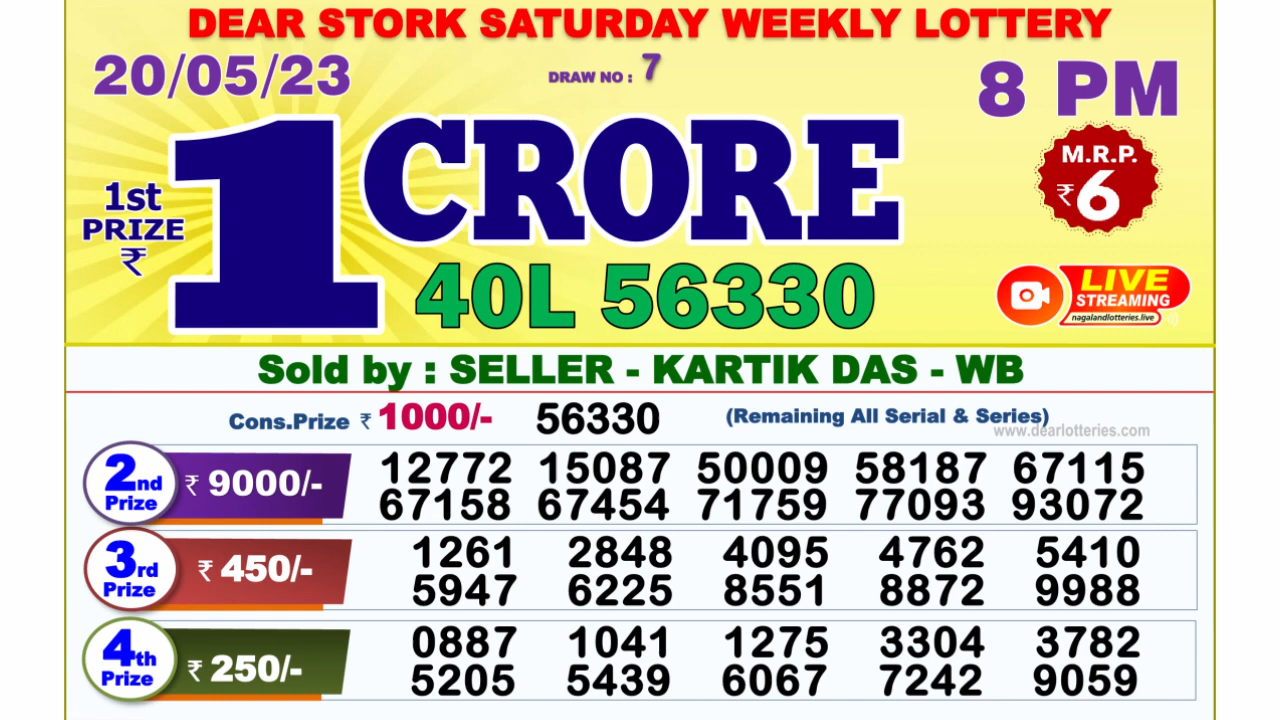 DEAR STORK SATURDAY WEEKLY LOTTERY
20/05/23
DRAW NO : 7
8 PM
M.R.P.
₹ 6
1st
PRIZE
₹
1 CRORE
40L 56330
LIVE
STREAMING
nagalandlotteries.live
Sold by : SELLER - KARTIK DAS - WB
Cons.Prize ₹ 1000/- 56330 (Remaining All Serial & Series)
www.dearlotteries.com
2nd Prize ₹ 9000/-
12772 15087 50009 58187 67115
67158 67454 71759 77093 93072
3rd Prize ₹ 450/-
1261 2848 4095 4762 5410
5947 6225 8551 8872 9988
4th Prize ₹ 250/-
0887 1041 1275 3304 3782
5205 5439 6067 7242 9059